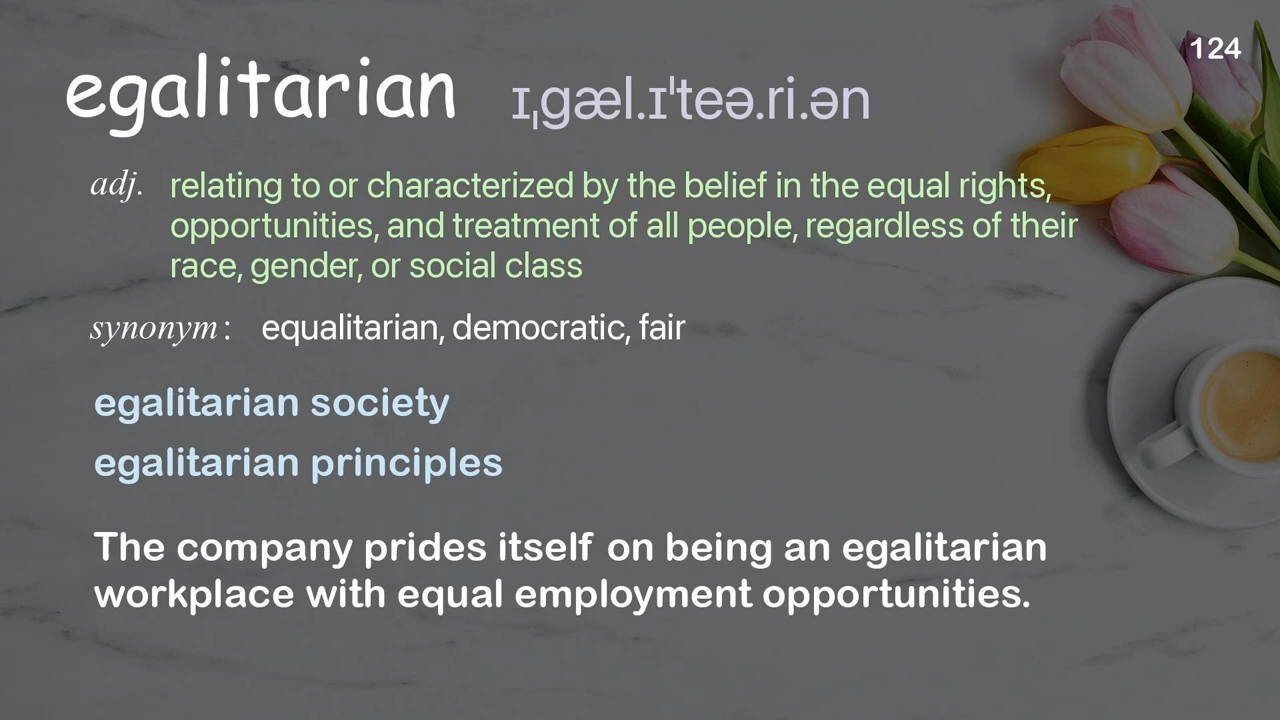 124
egalitarian ɪˌɡæl.ɪˈteə.ri.ən
adj. relating to or characterized by the belief in the equal rights,
opportunities, and treatment of all people, regardless of their
race, gender, or social class
synonym : equalitarian, democratic, fair
egalitarian society
egalitarian principles
The company prides itself on being an egalitarian
workplace with equal employment opportunities.